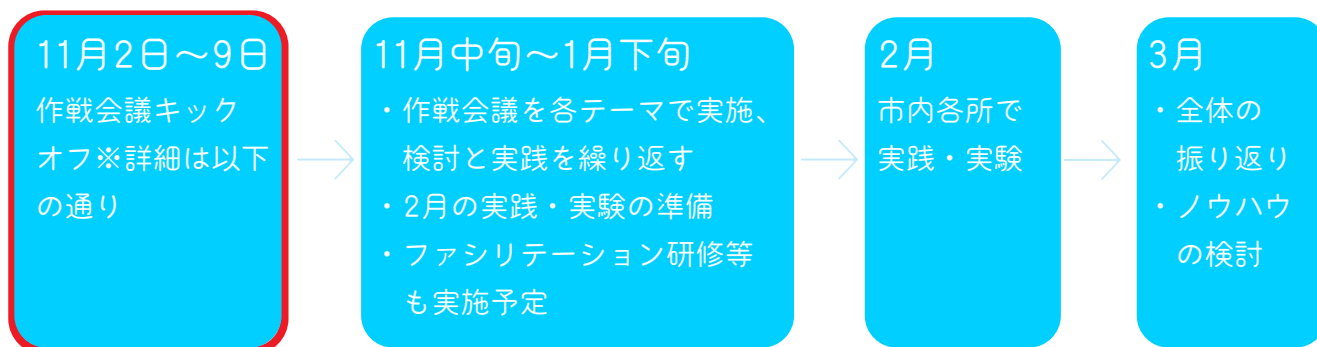 11月2日～9日
作戦会議キック
オフ※詳細は以下
の通り
11月中旬～1月下旬
・作戦会議を各テーマで実施、
検討と実践を繰り返す
・2月の実践・実験の準備
・ファシリテーション研修等
も実施予定
2月
市内各所で
実践・実験
3月
・全体の
振り返り
・ノウハウ
の検討